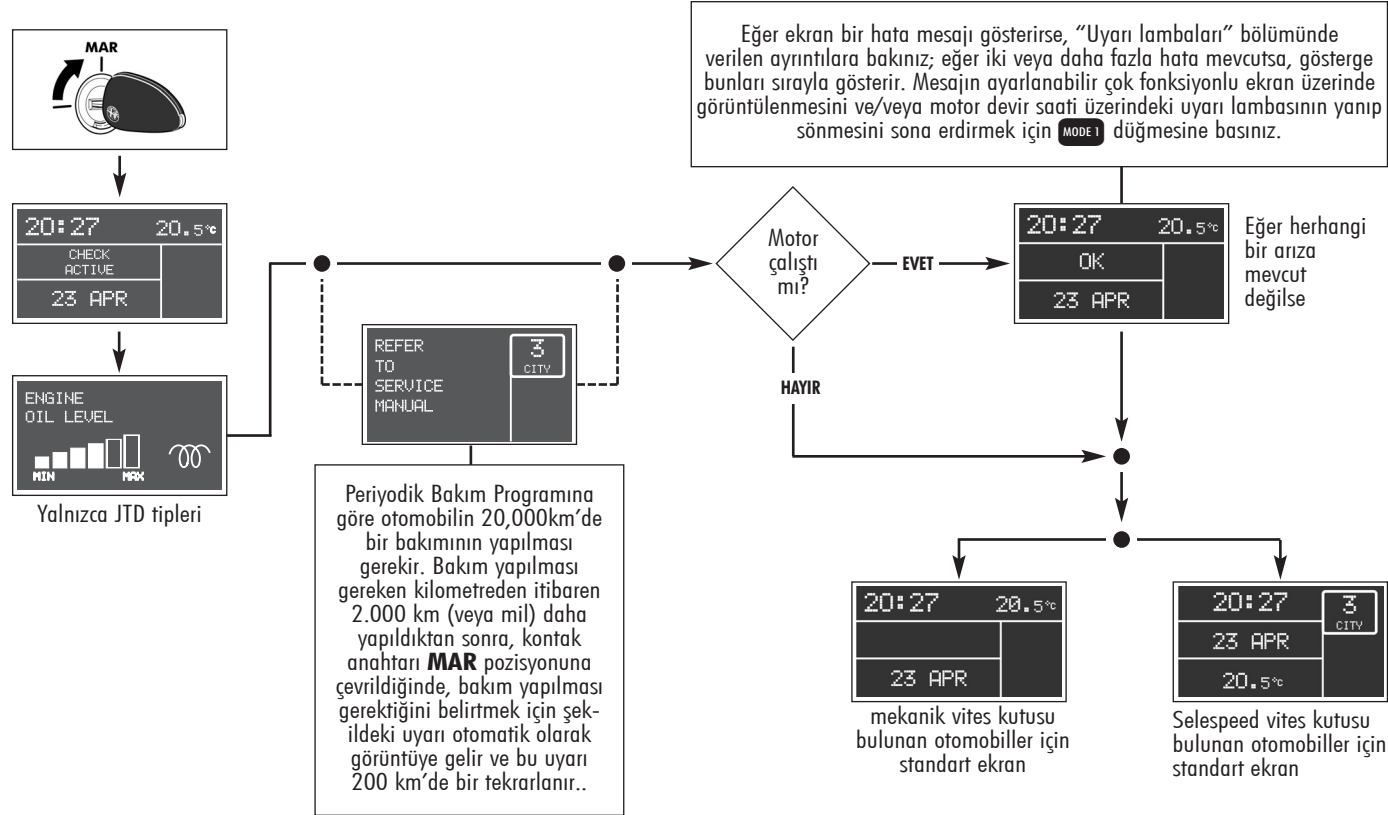 MAR
20:27 20.5°c
CHECK
ACTIVE
23 APR
ENGINE
OIL LEVEL
MIN MAX
Yalnızca JTD tipleri
REFER
TO
SERVICE
MANUAL
3
CITY
Periyodik Bakım Programına
göre otomobilin 20,000km’de
bir bakımının yapılması
gerekir. Bakım yapılması
gereken kilometreden itibaren
2.000 km (veya mil) daha
yapıldıktan sonra, kontak
anahtarı MAR pozisyonuna
çevrildiğinde, bakım yapılması
gerektiğini belirtmek için şek-
ildeki uyarı otomatik olarak
görüntüye gelir ve bu uyarı
200 km’de bir tekrarlanır..
Eğer ekran bir hata mesajı gösterirse, “Uyarı lambaları” bölümünde
verilen ayrıntılara bakınız; eğer iki veya daha fazla hata mevcutsa, gösterge
bunları sırayla gösterir. Mesajın ayarlanabilir çok fonksiyonlu ekran üzerinde
görüntülenmesini ve/veya motor devir saati üzerindeki uyarı lambasının yanıp
sönmesini sona erdirmek için MODE 1 düğmesine basınız.
Motor
çalıştı
mı?
EVET
HAYIR
20:27 20.5°c
OK
23 APR
Eğer herhangi
bir arıza
mevcut
değilse
20:27 20.5°c
23 APR
mekanik vites kutusu
bulunan otomobiller için
standart ekran
20:27
3
CITY
23 APR
20.5°c
Selespeed vites kutusu
bulunan otomobiller için
standart ekran